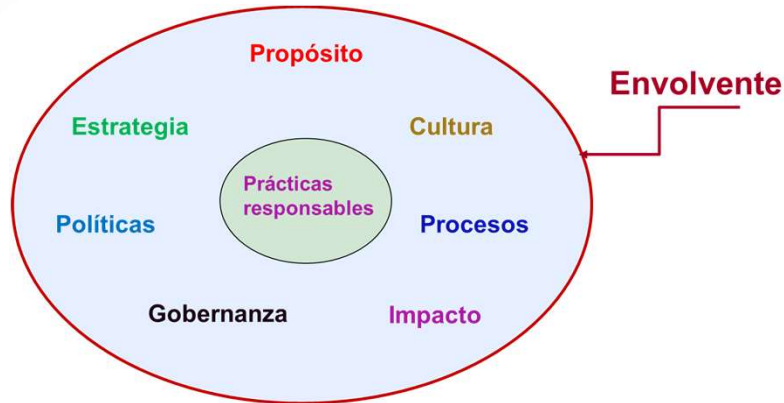 Propósito
Envolvente
Estrategia
Cultura
Prácticas
responsables
Políticas
Procesos
Gobernanza
Impacto